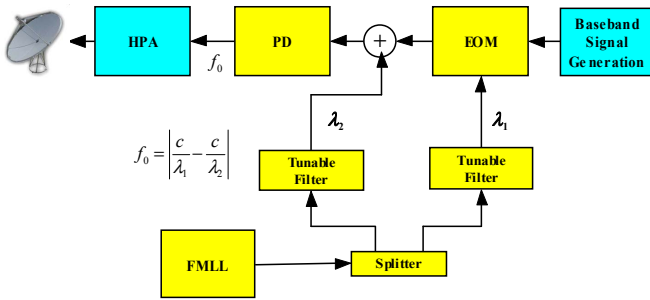 HPA
PD
+
EOM
Baseband
Signal
Generation
f₀
f₀ = |c/λ₁ − c/λ₂|
λ₂
λ₁
Tunable
Filter
Tunable
Filter
FMLL
Splitter